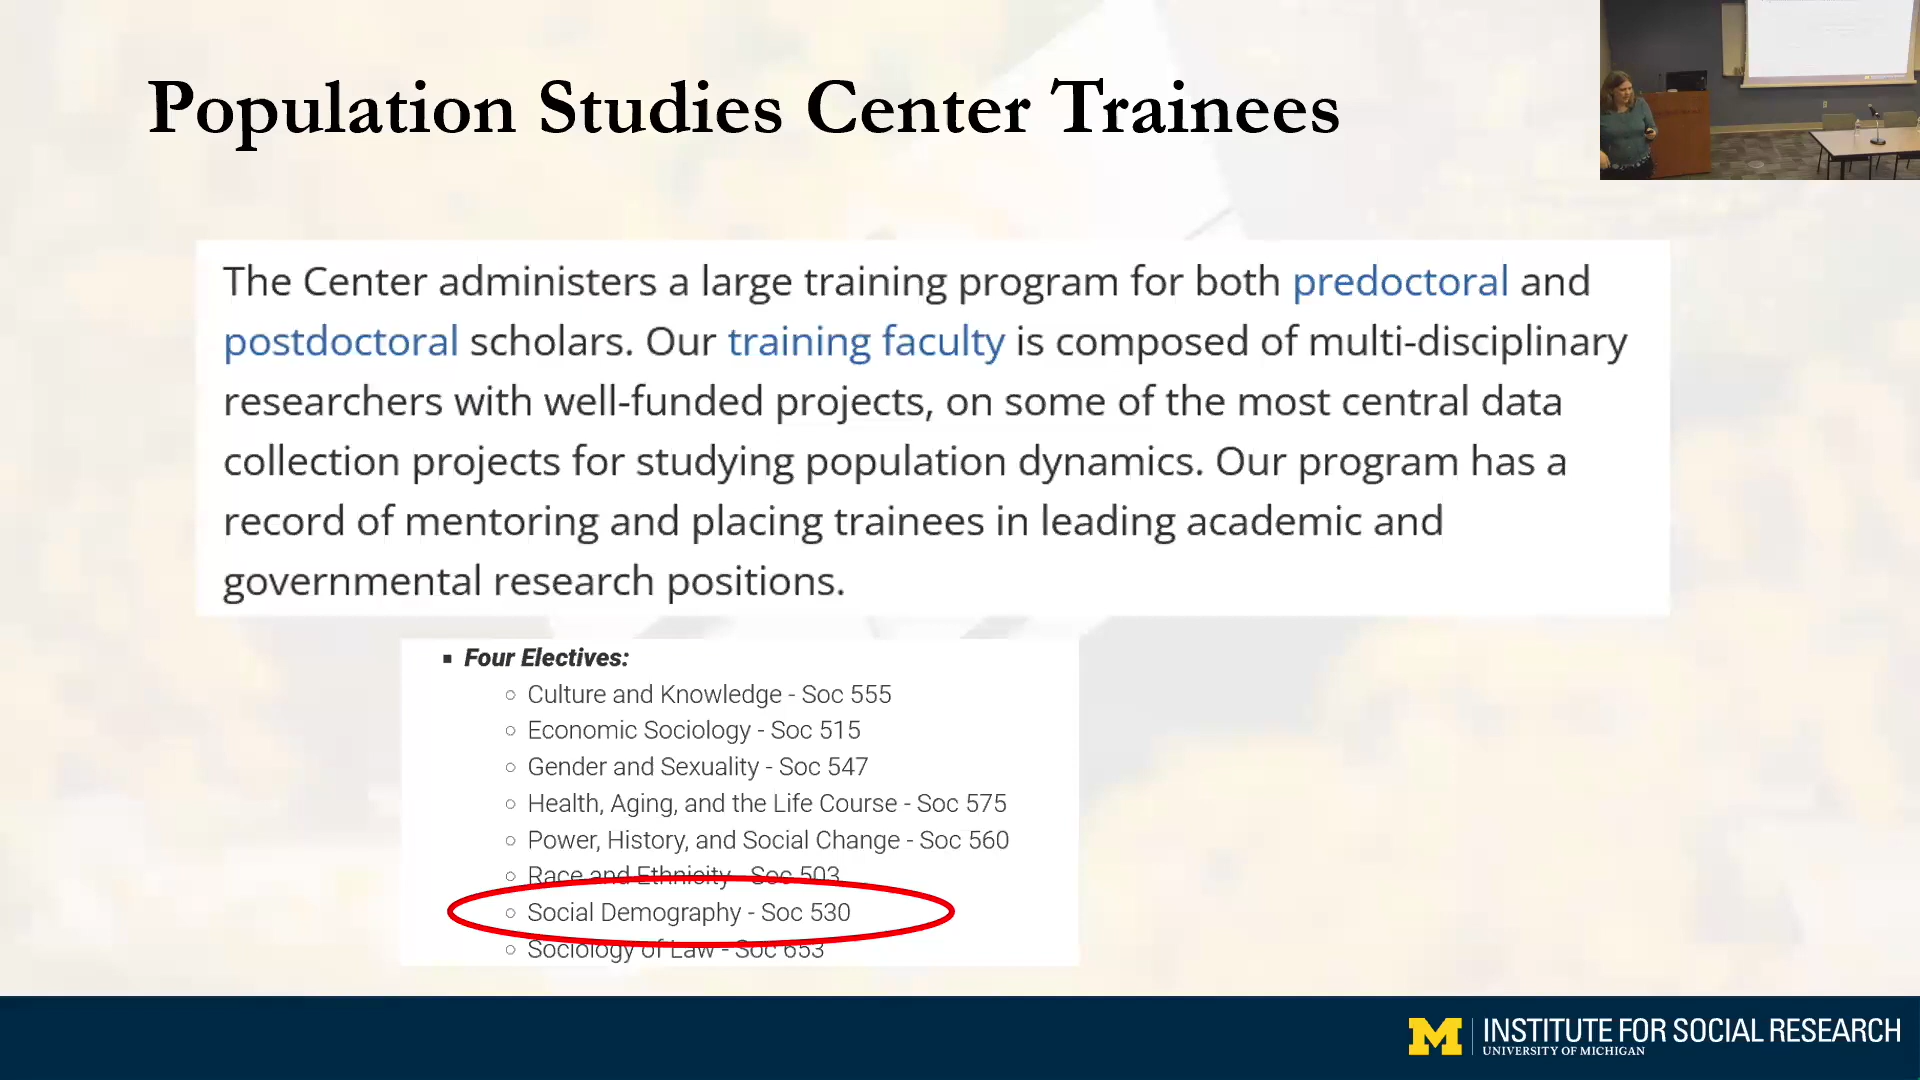 Population Studies Center Trainees
The Center administers a large training program for both predoctoral and
postdoctoral scholars. Our training faculty is composed of multi-disciplinary
researchers with well-funded projects, on some of the most central data
collection projects for studying population dynamics. Our program has a
record of mentoring and placing trainees in leading academic and
governmental research positions.
▪ Four Electives:
○ Culture and Knowledge - Soc 555
○ Economic Sociology - Soc 515
○ Gender and Sexuality - Soc 547
○ Health, Aging, and the Life Course - Soc 575
○ Power, History, and Social Change - Soc 560
○ Race and Ethnicity - Soc 503
○ Social Demography - Soc 530
○ Sociology of Law - Soc 653
M INSTITUTE FOR SOCIAL RESEARCH
UNIVERSITY OF MICHIGAN